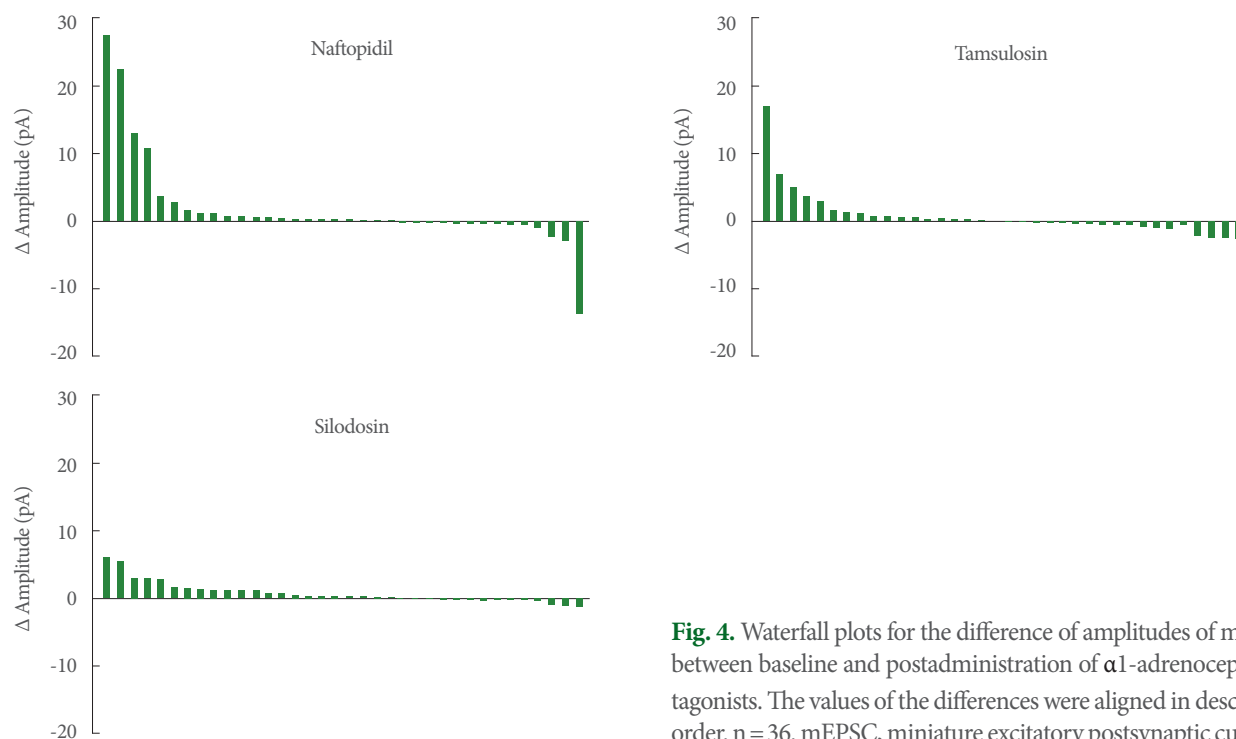 30
20
10
0
-10
-20
Δ Amplitude (pA)
Naftopidil
30
20
10
0
-10
-20
Δ Amplitude (pA)
Tamsulosin
30
20
10
0
-10
-20
Δ Amplitude (pA)
Silodosin
Fig. 4. Waterfall plots for the difference of amplitudes of m
between baseline and postadministration of α1-adrenocep
tagonists. The values of the differences were aligned in desc
order. n = 36. mEPSC, miniature excitatory postsynaptic cu